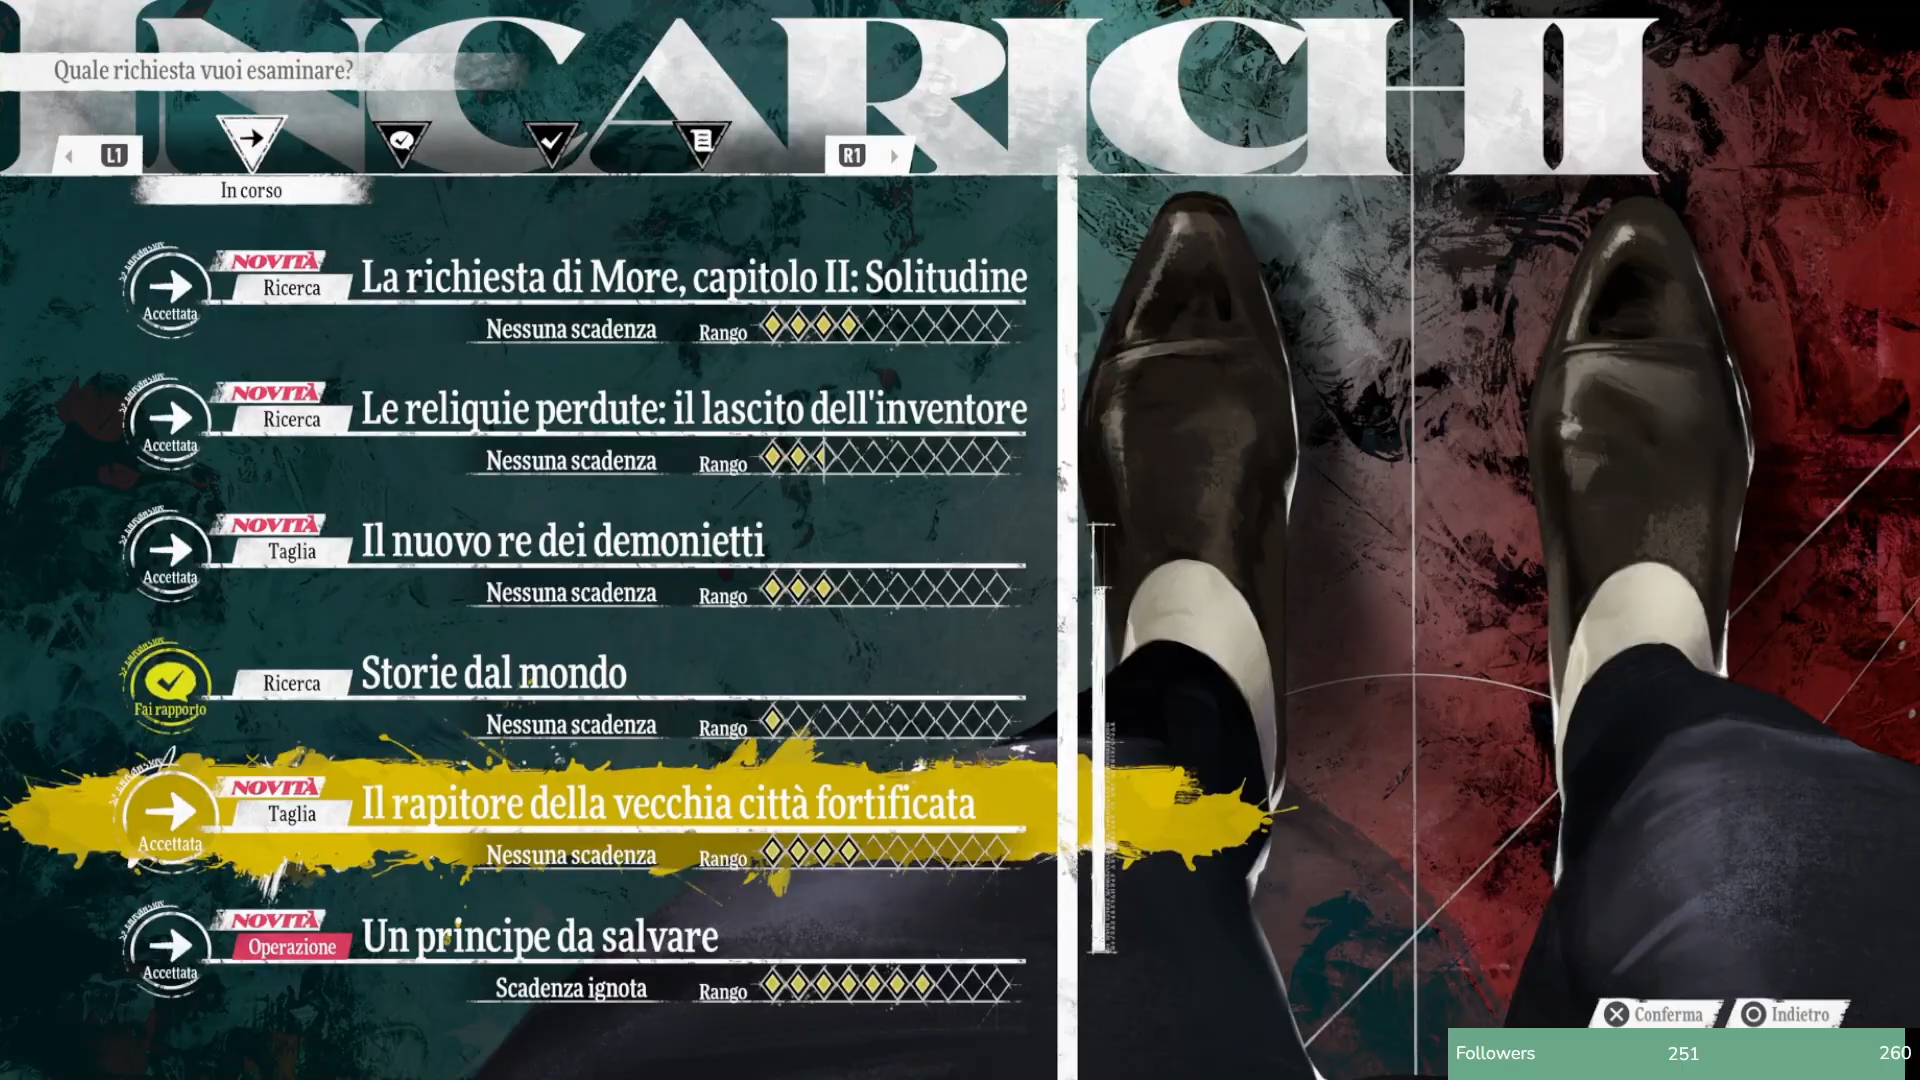 INCARICHI
Quale richiesta vuoi esaminare?
L1
R1
In corso
NOVITÀ
Ricerca
La richiesta di More, capitolo II: Solitudine
Accettata
Nessuna scadenza
Rango
NOVITÀ
Ricerca
Le reliquie perdute: il lascito dell'inventore
Accettata
Nessuna scadenza
Rango
NOVITÀ
Taglia
Il nuovo re dei demonietti
Accettata
Nessuna scadenza
Rango
Ricerca
Storie dal mondo
Fai rapporto
Nessuna scadenza
Rango
NOVITÀ
Taglia
Il rapitore della vecchia città fortificata
Accettata
Nessuna scadenza
Rango
NOVITÀ
Operazione
Un principe da salvare
Accettata
Scadenza ignota
Rango
Conferma
Indietro
Followers 251 260